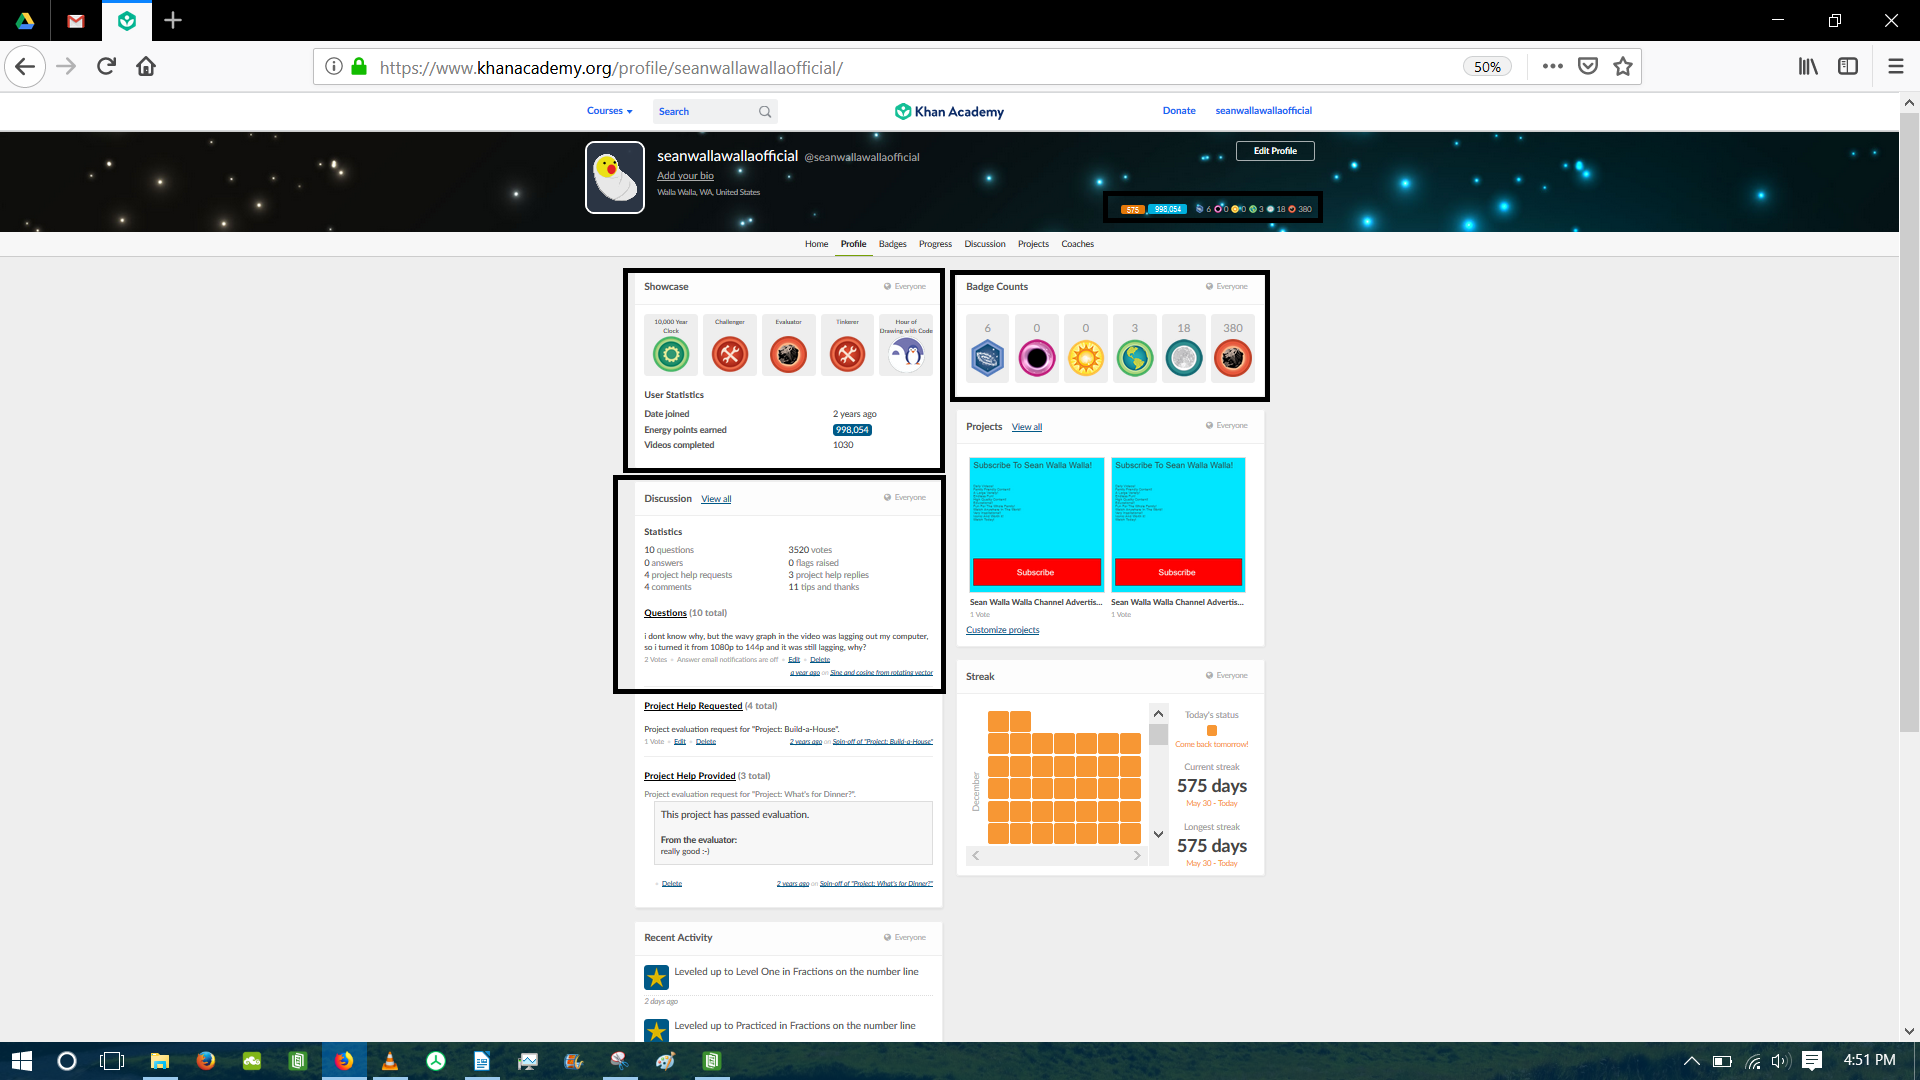 https://www.khanacademy.org/profile/seanwallawallaofficial/
50%
Courses
Search
Khan Academy
Donate
seanwallawallaofficial
seanwallawallaofficial @seanwallawallaofficial
Add your bio
Walla Walla, WA, United States
Edit Profile
575 998,054 6 0 0 3 18 380
Home Profile Badges Progress Discussion Projects Coaches
Showcase
Everyone
10,000 Year Clock
Challenger
Evaluator
Tinkerer
Hour of Drawing with Code
User Statistics
Date joined 2 years ago
Energy points earned 998,054
Videos completed 1030
Badge Counts
Everyone
6 0 0 3 18 380
Discussion View all
Everyone
Statistics
10 questions 3520 votes
0 answers 0 flags raised
4 project help requests 3 project help replies
4 comments 11 tips and thanks
Questions (10 total)
i dont know why, but the wavy graph in the video was lagging out my computer,
so i turned it from 1080p to 144p and it was still lagging, why?
2 Votes • Answer email notifications are off • Edit • Delete
a year ago on Sine and cosine from rotating vector
Project Help Requested (4 total)
Project evaluation request for "Project: Build-a-House".
1 Vote • Edit • Delete 2 years ago on Spin-off of "Project: Build-a-House"
Project Help Provided (3 total)
Project evaluation request for "Project: What's for Dinner?".
This project has passed evaluation.
From the evaluator:
really good :-)
• Delete 2 years ago on Spin-off of "Project: What's for Dinner?"
Recent Activity
Everyone
Leveled up to Level One in Fractions on the number line
2 days ago
Leveled up to Practiced in Fractions on the number line
Projects View all
Everyone
Subscribe To Sean Walla Walla! Subscribe To Sean Walla Walla!
Subscribe Subscribe
Sean Walla Walla Channel Advertis... Sean Walla Walla Channel Advertis...
1 Vote 1 Vote
Customize projects
Streak
Everyone
December
Today's status
Come back tomorrow!
Current streak
575 days
May 30 - Today
Longest streak
575 days
May 30 - Today
4:51 PM